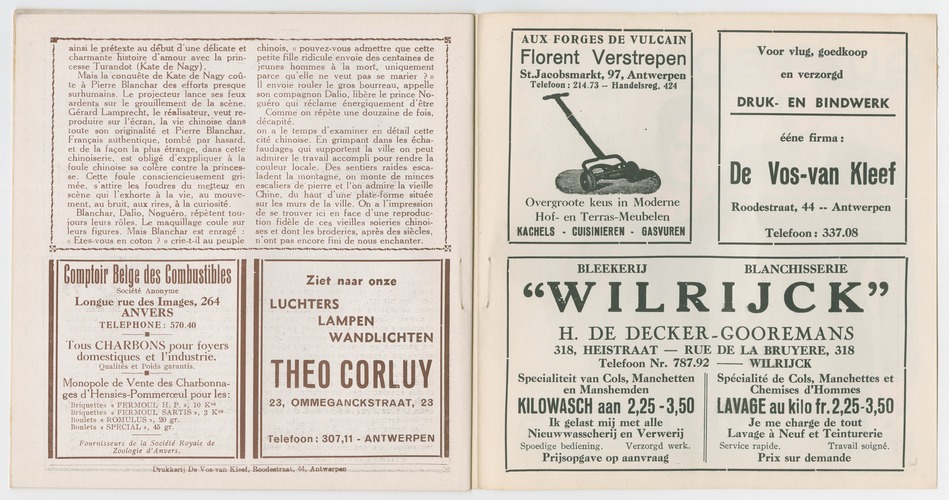 ainsi le prétexte au début d'une délicate et
charmante histoire d'amour avec la prin-
cesse Turandot (Kate de Nagy).
Mais la conquête de Kate de Nagy coû-
te à Pierre Blanchar des efforts presque
surhumains. Le projecteur lance ses feux
ardents sur le grouillement de la scène.
Gérard Lamprecht, le réalisateur, veut re-
produire sur l'écran, la vie chinoise dans
toute son originalité et Pierre Blanchar,
Français authentique, tombé par hasard,
et de la façon la plus étrange, dans cette
chinoiserie, est obligé d'exppliquer à la
foule chinoise sa colère contre la princes-
se. Cette foule consciencieusement gri-
mée, s'attire les foudres du metteur en
scène qui l'exhorte à la vie, au mouve-
ment, au bruit, aux rires, à la curiosité.
Blanchar, Dalio, Noguéro, répètent tou-
jours leurs rôles. Le maquillage coule sur
leurs figures. Mais Blanchar est enragé :
« Etes-vous en coton ? » crie-t-il au peuple
chinois, « pouvez-vous admettre que cette
petite fille ridicule envoie des centaines de
jeunes hommes à la mort, uniquement
parce qu'elle ne veut pas se marier ? »
Il envoie rouler le gros bourreau, appelle
son compagnon Dalio, libère le prince No-
guéro qui réclame énergiquement d'être
décapité.
Comme on répète une douzaine de fois,
on a le temps d'examiner en détail cette
cité chinoise. En grimpant dans les écha-
faudages qui supportent la ville on peut
admirer le travail accompli pour rendre la
couleur locale. Des sentiers raides esca-
ladent la montagne, on monte de minces
escaliers de pierre et l'on admire la vieille
Chine, du haut d'une plate-forme située
sur les murs de la ville. On a l'impression
de se trouver ici en face d'une reproduc-
tion fidèle de ces vieilles soieries chinoi-
ses et dont les broderies, après des siècles,
n'ont pas encore fini de nous enchanter.
Comptoir Belge des Combustibles
Société Anonyme
Longue rue des Images, 264
ANVERS
TELEPHONE : 570.40
Tous CHARBONS pour foyers
domestiques et l'industrie.
Qualités et Poids garantis.
Monopole de Vente des Charbonna-
ges d'Hensies-Pommerœul pour les:
Briquettes « FERMOUL H. P. », 10 Kos
Briquettes « FERMOUL SARTIS », 3 Kos
Boulets « ROMULUS », 20 gr.
Boulets « SPECIAL », 45 gr.
Fournisseurs de la Société Royale de
Zoologie d'Anvers.
Ziet naar onze
LUCHTERS
LAMPEN
WANDLICHTEN
THEO CORLUY
23, OMMEGANCKSTRAAT, 23
Telefoon : 307,11 - ANTWERPEN
Drukkerij De Vos-van Kleef, Roodestraat, 44, Antwerpen
AUX FORGES DE VULCAIN
Florent Verstrepen
St.Jacobsmarkt, 97, Antwerpen
Telefoon : 214.73 -- Handelsreg. 424
Overgroote keus in Moderne
Hof- en Terras-Meubelen
KACHELS - CUISINIEREN - GASVUREN
Voor vlug, goedkoop
en verzorgd
DRUK- EN BINDWERK
ééne firma :
De Vos-van Kleef
Roodestraat, 44 -- Antwerpen
Telefoon : 337.08
BLEEKERIJ BLANCHISSERIE
“WILRIJCK”
H. DE DECKER-GOOREMANS
318, HEISTRAAT — RUE DE LA BRUYERE, 318
Telefoon Nr. 787.92 —— WILRIJCK
Specialiteit van Cols, Manchetten
en Manshemden
KILOWASCH aan 2,25-3,50
Ik gelast mij met alle
Nieuwwasscherij en Verwerij
Spoedige bediening. Verzorgd werk.
Prijsopgave op aanvraag
Spécialité de Cols, Manchettes et
Chemises d'Hommes
LAVAGE au kilo fr. 2,25-3,50
Je me charge de tout
Lavage à Neuf et Teinturerie
Service rapide. Travail soigné.
Prix sur demande